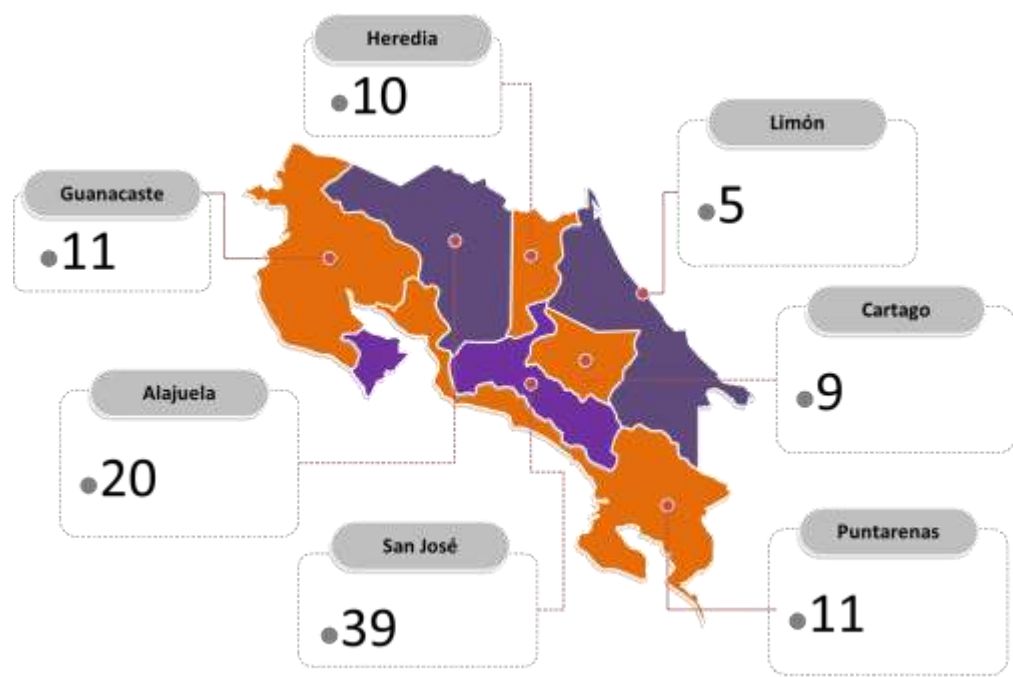 Heredia
10
Limón
5
Guanacaste
11
Cartago
9
Alajuela
20
San José
39
Puntarenas
11